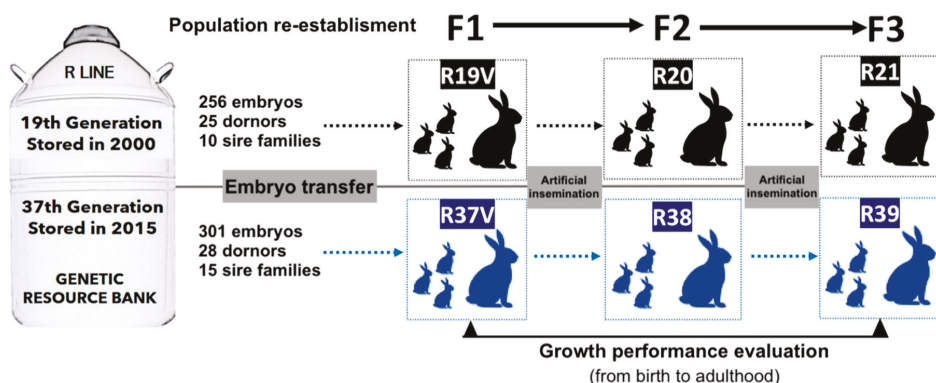 Population re-establisment
F1
F2
F3
R LINE
19th Generation
Stored in 2000
37th Generation
Stored in 2015
GENETIC
RESOURCE BANK
256 embryos
25 dornors
10 sire families
R19V
R20
R21
Embryo transfer
Artificial
insemination
Artificial
insemination
301 embryos
28 dornors
15 sire families
R37V
R38
R39
Growth performance evaluation
(from birth to adulthood)